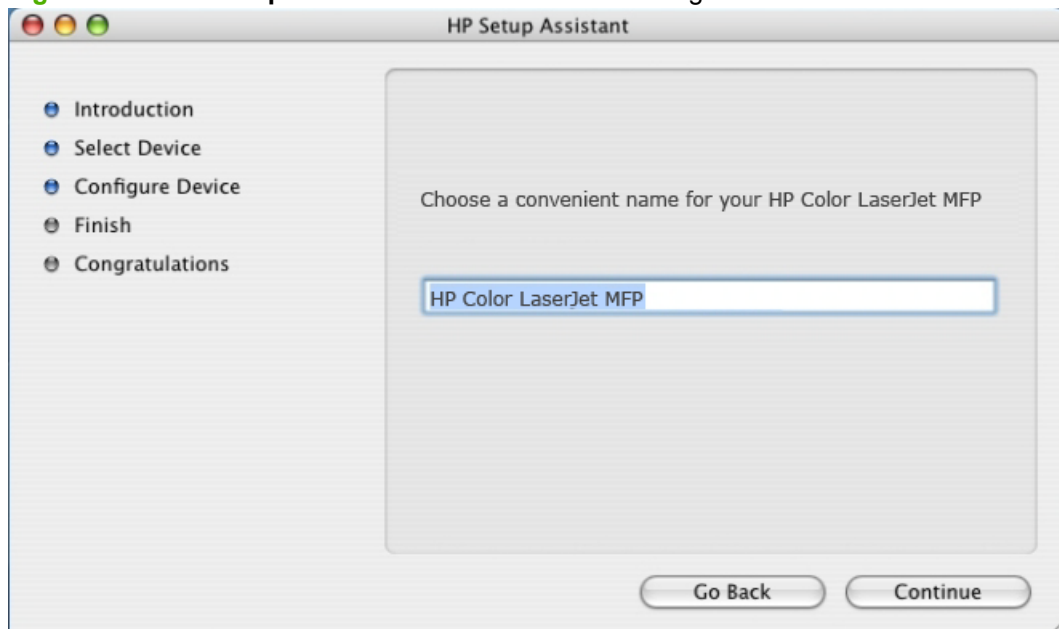 HP Setup Assistant
Introduction
Select Device
Configure Device
Finish
Congratulations
Choose a convenient name for your HP Color LaserJet MFP
HP Color LaserJet MFP
Go Back
Continue